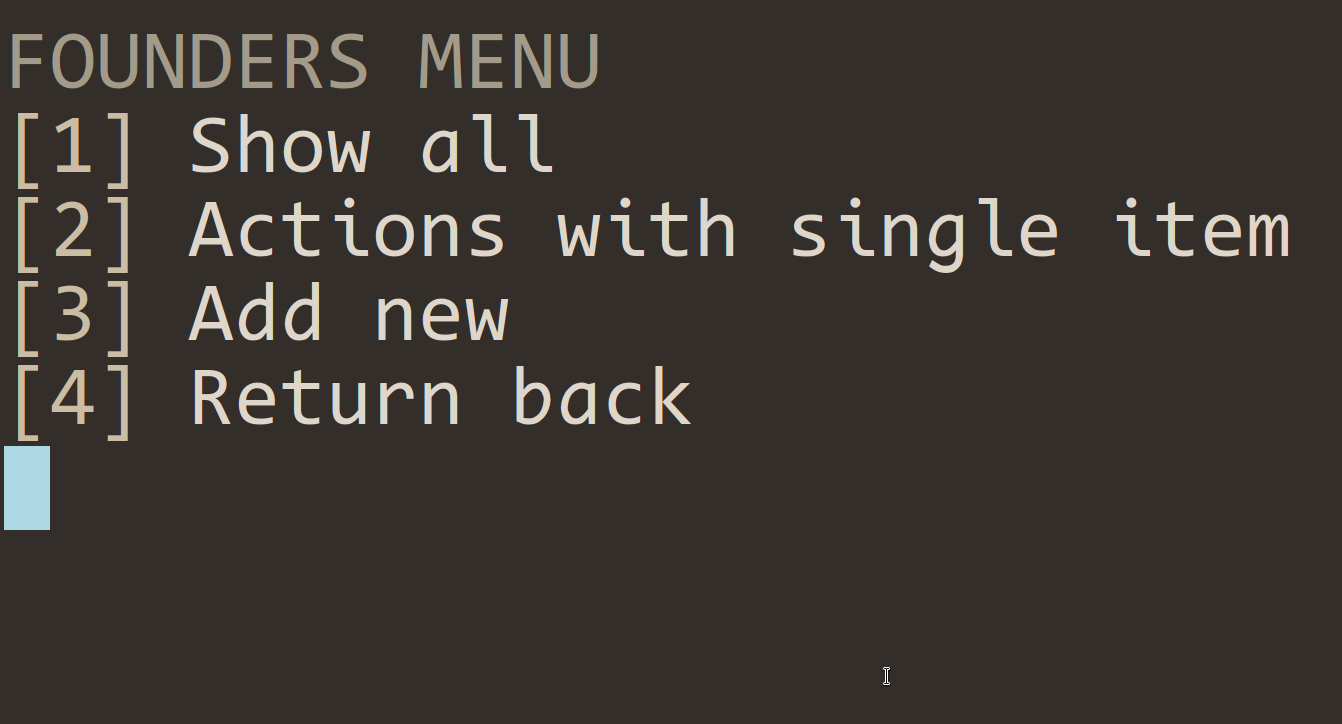 FOUNDERS MENU
[1] Show all
[2] Actions with single item
[3] Add new
[4] Return back